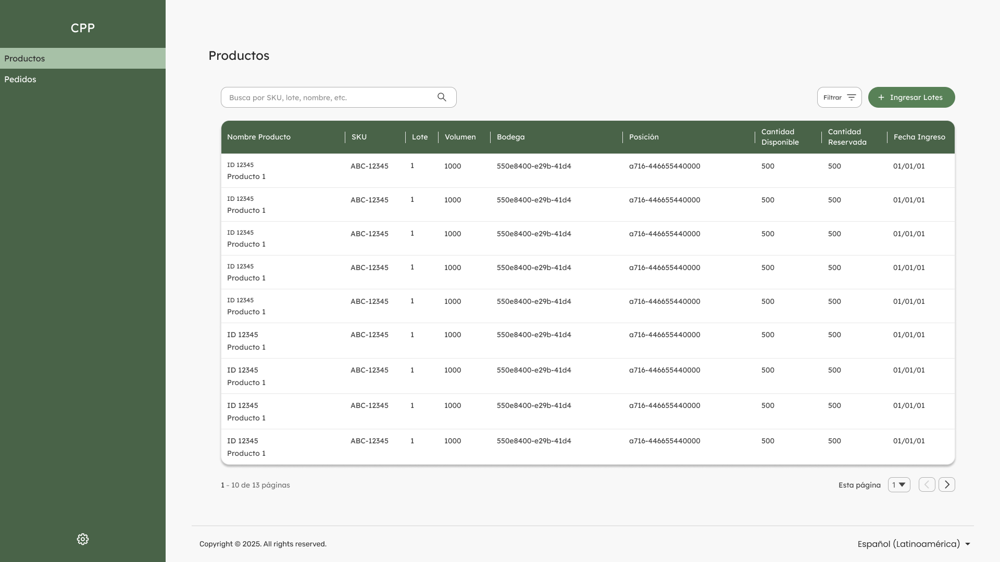 CPP
Productos
Pedidos
Productos
Busca por SKU, lote, nombre, etc.
Filtrar
+ Ingresar Lotes
Nombre Producto SKU Lote Volumen Bodega Posición Cantidad Disponible Cantidad Reservada Fecha Ingreso
ID 12345
Producto 1 ABC-12345 1 1000 550e8400-e29b-41d4 a716-446655440000 500 500 01/01/01
ID 12345
Producto 1 ABC-12345 1 1000 550e8400-e29b-41d4 a716-446655440000 500 500 01/01/01
ID 12345
Producto 1 ABC-12345 1 1000 550e8400-e29b-41d4 a716-446655440000 500 500 01/01/01
ID 12345
Producto 1 ABC-12345 1 1000 550e8400-e29b-41d4 a716-446655440000 500 500 01/01/01
ID 12345
Producto 1 ABC-12345 1 1000 550e8400-e29b-41d4 a716-446655440000 500 500 01/01/01
ID 12345
Producto 1 ABC-12345 1 1000 550e8400-e29b-41d4 a716-446655440000 500 500 01/01/01
ID 12345
Producto 1 ABC-12345 1 1000 550e8400-e29b-41d4 a716-446655440000 500 500 01/01/01
ID 12345
Producto 1 ABC-12345 1 1000 550e8400-e29b-41d4 a716-446655440000 500 500 01/01/01
ID 12345
Producto 1 ABC-12345 1 1000 550e8400-e29b-41d4 a716-446655440000 500 500 01/01/01
1 - 10 de 13 páginas
Esta página 1
Copyright © 2025. All rights reserved.
Español (Latinoamérica)